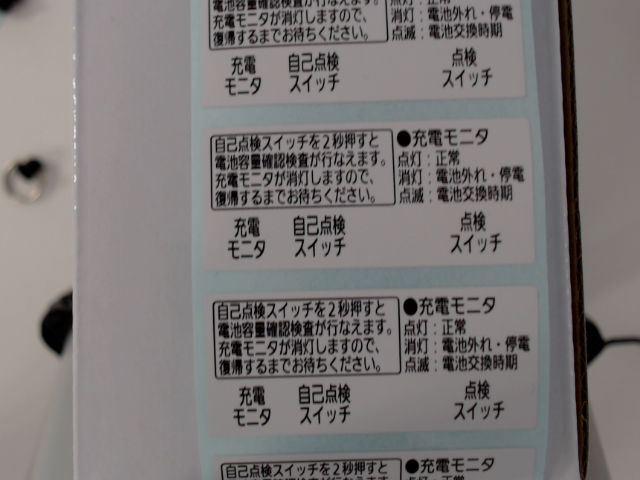 電池容量確認検査が行なえます。
充電モニタが消灯しますので、
復帰するまでお待ちください。
点灯：正常
消灯：電池外れ・停電
点滅：電池交換時期
充電
モニタ
自己点検
スイッチ
点検
スイッチ
自己点検スイッチを2秒押すと
電池容量確認検査が行なえます。
充電モニタが消灯しますので、
復帰するまでお待ちください。
●充電モニタ
点灯：正常
消灯：電池外れ・停電
点滅：電池交換時期
充電
モニタ
自己点検
スイッチ
点検
スイッチ
自己点検スイッチを2秒押すと
電池容量確認検査が行なえます。
充電モニタが消灯しますので、
復帰するまでお待ちください。
●充電モニタ
点灯：正常
消灯：電池外れ・停電
点滅：電池交換時期
充電
モニタ
自己点検
スイッチ
点検
スイッチ
自己点検スイッチを2秒押すと
●充電モニタ